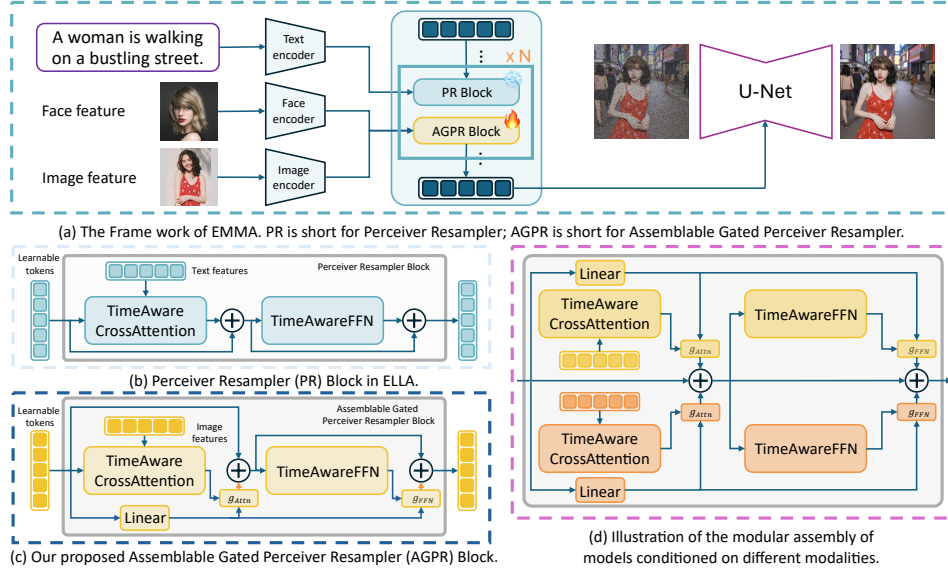 A woman is walking
on a bustling street.
Text
encoder
Face feature
Face
encoder
Image feature
Image
encoder
x N
PR Block
AGPR Block
U-Net
(a) The Frame work of EMMA. PR is short for Perceiver Resampler; AGPR is short for Assemblable Gated Perceiver Resampler.
Learnable
tokens
Text features
Perceiver Resampler Block
TimeAware
CrossAttention
TimeAwareFFN
(b) Perceiver Resampler (PR) Block in ELLA.
Learnable
tokens
Image
features
Assemblable Gated
Perceiver Resampler Block
TimeAware
CrossAttention
TimeAwareFFN
g_Attn
g_FFN
Linear
(c) Our proposed Assemblable Gated Perceiver Resampler (AGPR) Block.
Linear
TimeAware
CrossAttention
TimeAwareFFN
g_Attn
g_FFN
g_Attn
g_FFN
TimeAware
CrossAttention
TimeAwareFFN
Linear
(d) Illustration of the modular assembly of
models conditioned on different modalities.